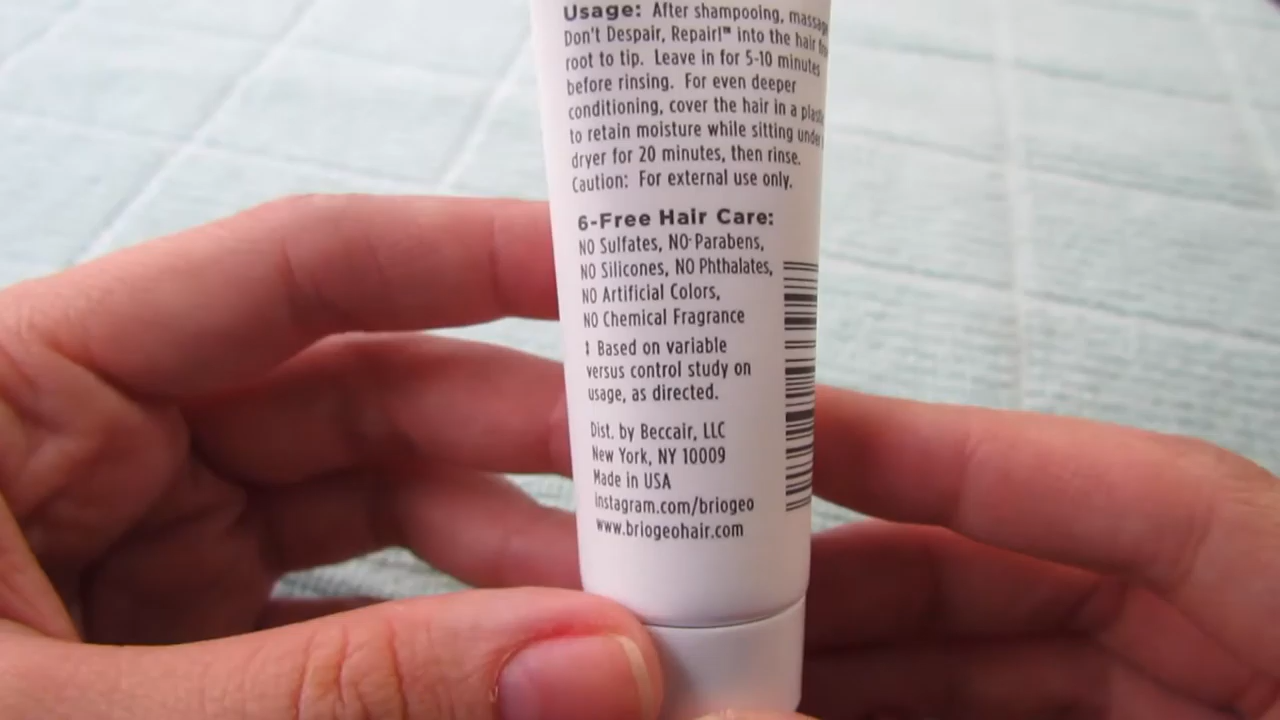 Usage: After shampooing, massage
Don't Despair, Repair!™ into the hair
root to tip. Leave in for 5-10 minutes
before rinsing. For even deeper
conditioning, cover the hair in a
to retain moisture while sitting under
dryer for 20 minutes, then rinse.
Caution: For external use only.
6-Free Hair Care:
NO Sulfates, NO Parabens,
NO Silicones, NO Phthalates,
NO Artificial Colors,
NO Chemical Fragrance
‡ Based on variable
versus control study on
usage, as directed.
Dist. by Beccair, LLC
New York, NY 10009
Made in USA
instagram.com/briogeo
www.briogeohair.com